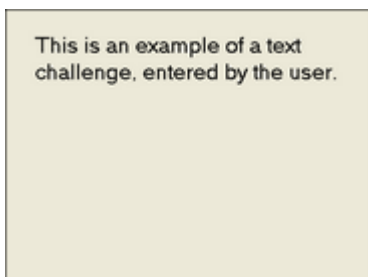 This is an example of a text
challenge, entered by the user.